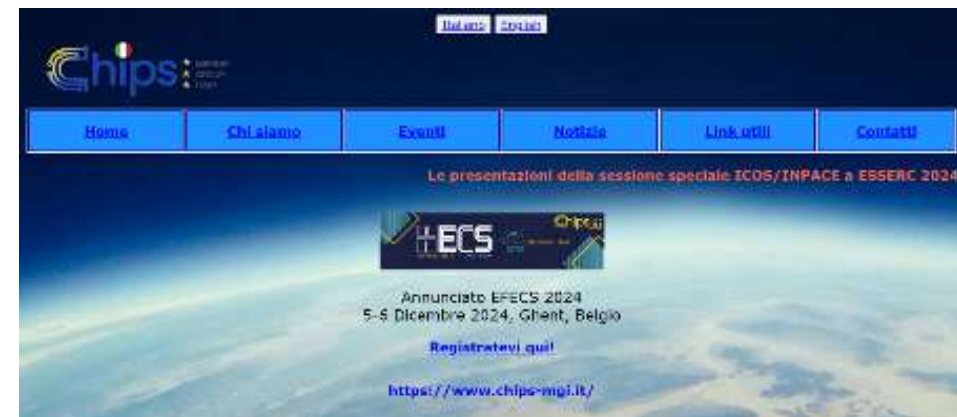 Italiano English
Chips
Home Chi siamo Eventi Notizie Link utili Contatti
Le presentazioni della sessione speciale ICOS/INPACE a ESSERC 2024
ECS Chips
Annunciato EFECS 2024
5-6 Dicembre 2024, Ghent, Belgio
Registratevi qui!
https://www.chips-mgi.it/